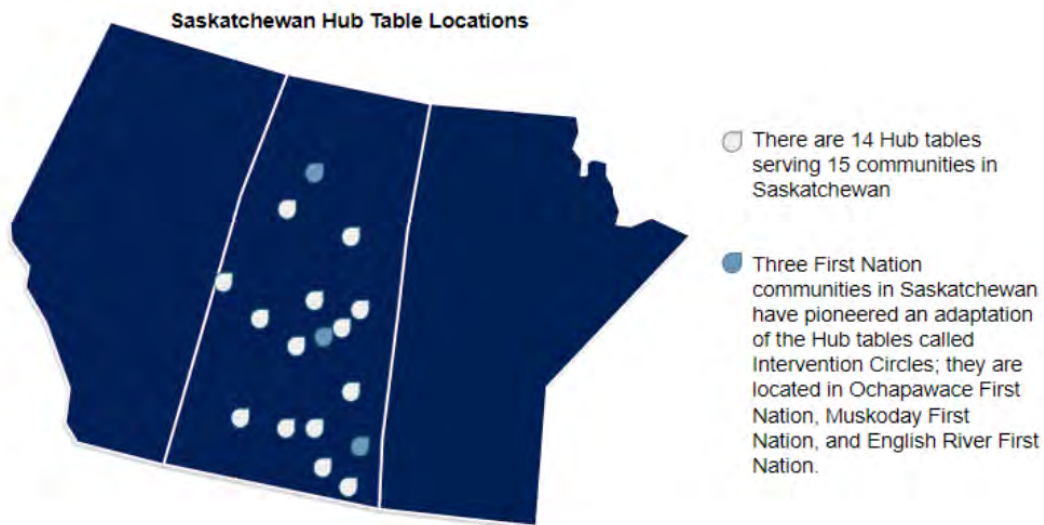 Saskatchewan Hub Table Locations
There are 14 Hub tables
serving 15 communities in
Saskatchewan
Three First Nation
communities in Saskatchewan
have pioneered an adaptation
of the Hub tables called
Intervention Circles; they are
located in Ochapawace First
Nation, Muskoday First
Nation, and English River First
Nation.